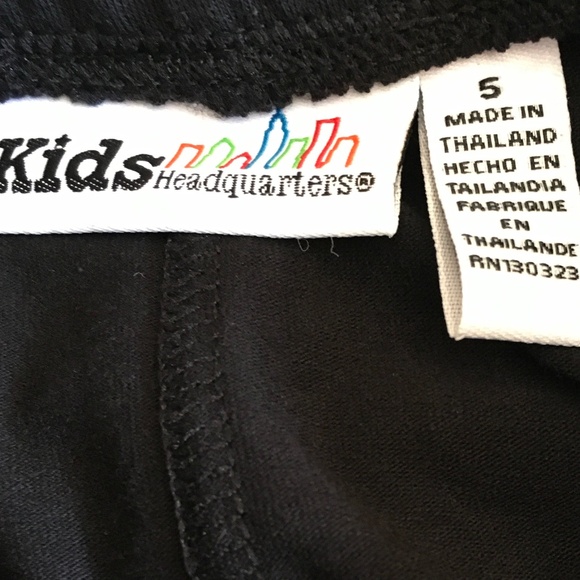 Kids
Headquarters®
5
MADE IN
THAILAND
HECHO EN
TAILANDIA
FABRIQUE
EN
THAILANDE
RN130323